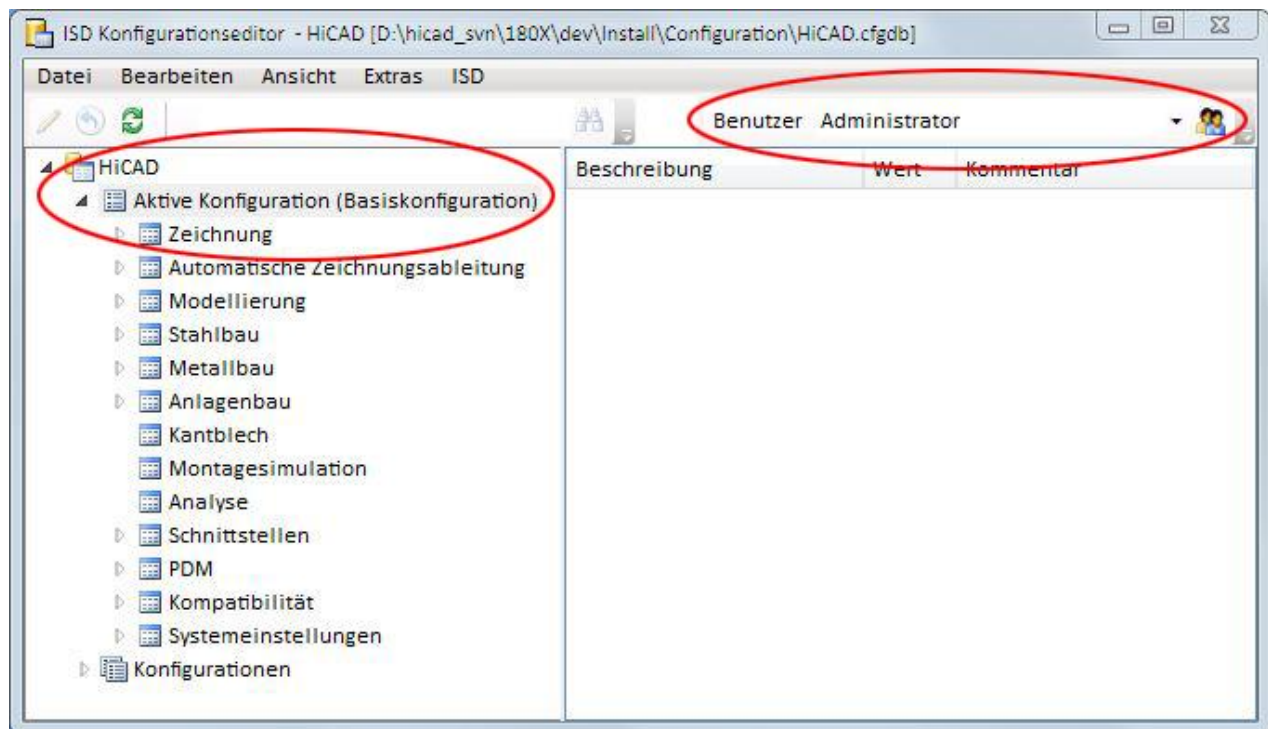 ISD Konfigurationseditor - HiCAD [D:\hicad_svn\180X\dev\Install\Configuration\HiCAD.cfgdb]
Datei Bearbeiten Ansicht Extras ISD
Benutzer Administrator
HiCAD
Aktive Konfiguration (Basiskonfiguration)
Zeichnung
Automatische Zeichnungsableitung
Modellierung
Stahlbau
Metallbau
Anlagenbau
Kantblech
Montagesimulation
Analyse
Schnittstellen
PDM
Kompatibilität
Systemeinstellungen
Konfigurationen
Beschreibung Wert Kommentar